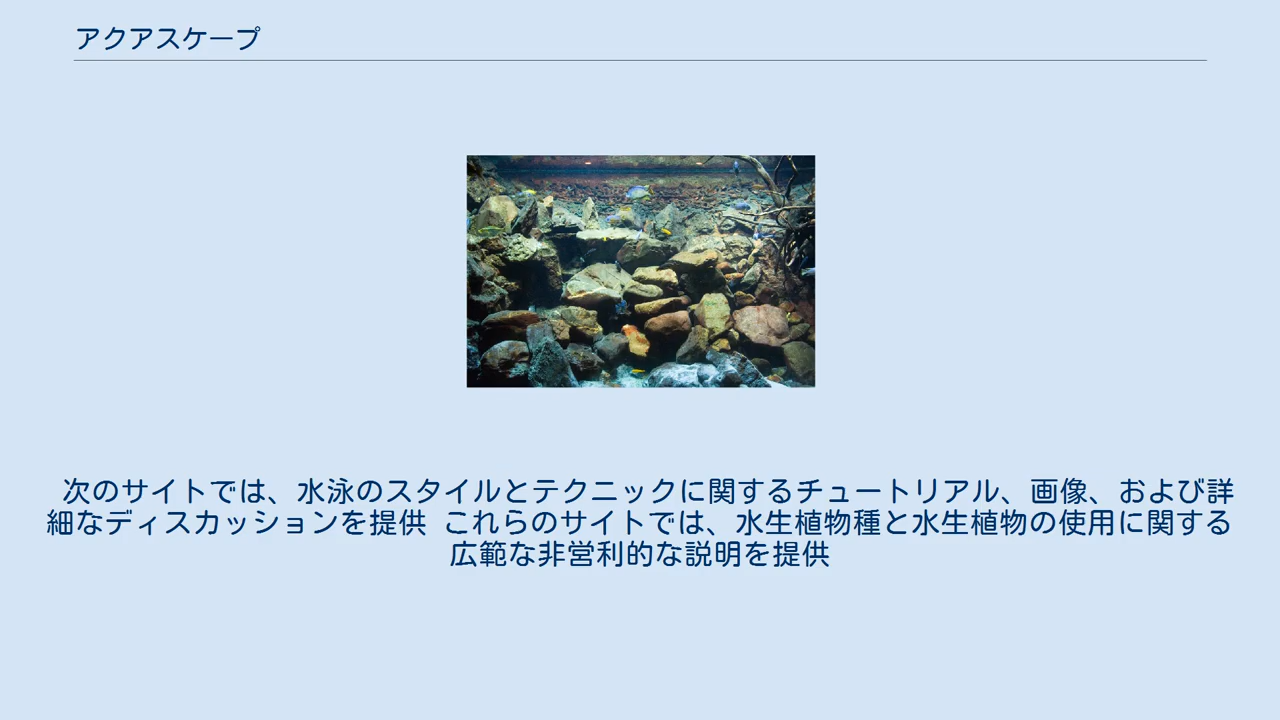 アクアスケープ
次のサイトでは、水泳のスタイルとテクニックに関するチュートリアル、画像、および詳
細なディスカッションを提供 これらのサイトでは、水生植物種と水生植物の使用に関する
広範な非営利的な説明を提供